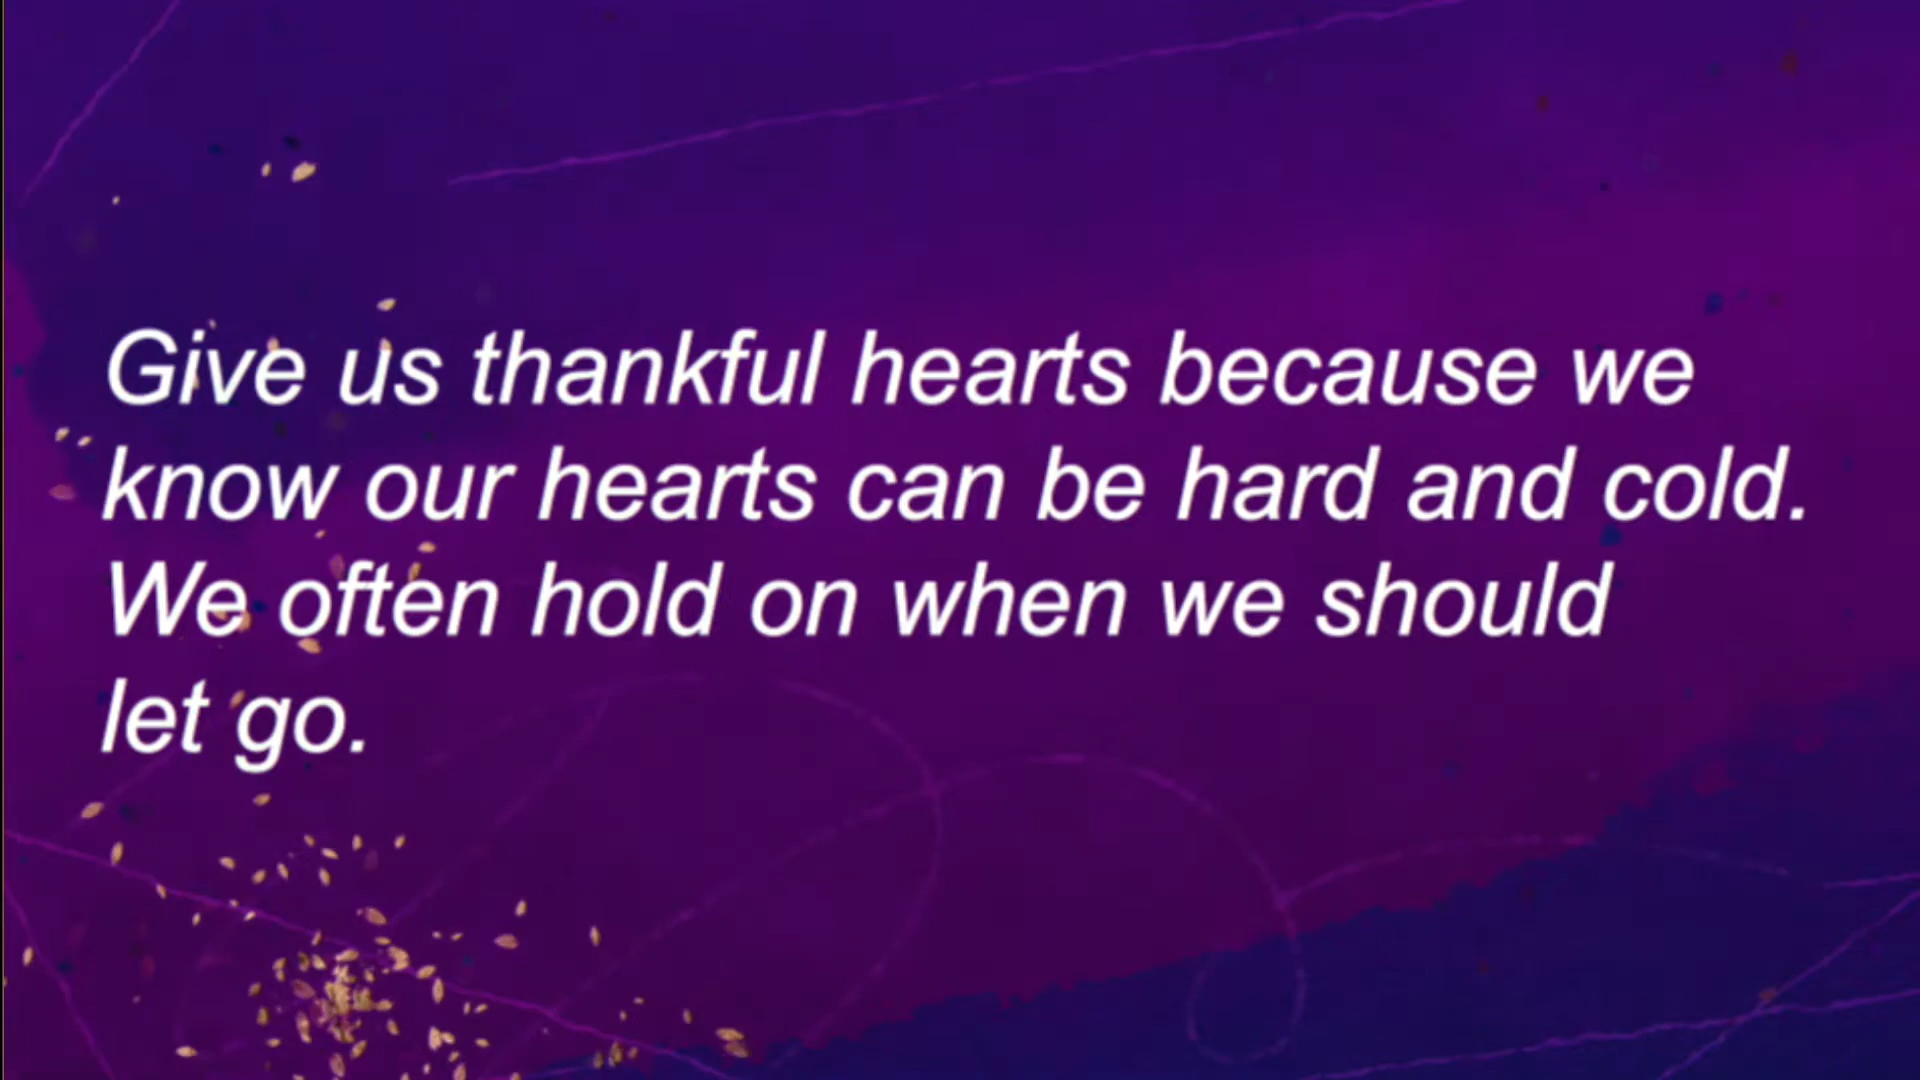 Give us thankful hearts because we
know our hearts can be hard and cold.
We often hold on when we should
let go.